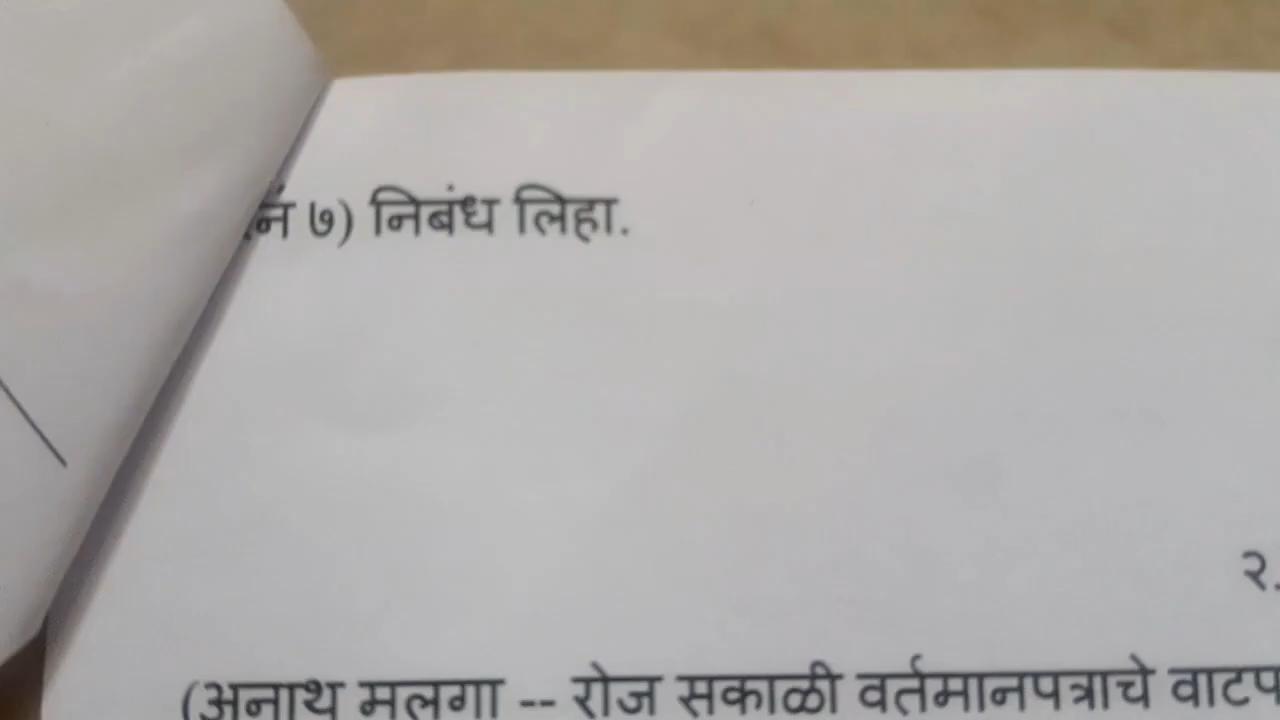 ७) निबंध लिहा.
२.
(अनाथ मुलगा -- रोज सकाळी वर्तमानपत्राचे